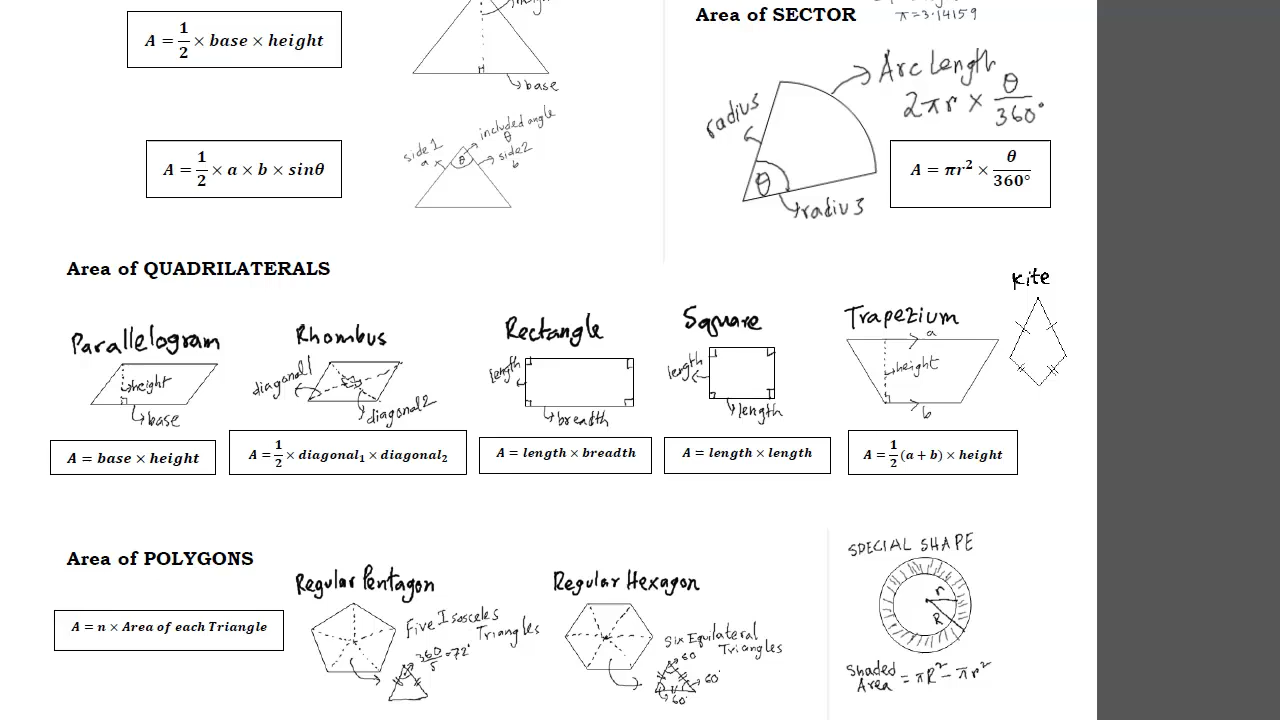 A = 1/2 × base × height
height
base
A = 1/2 × a × b × sinθ
side 1
a
included angle
θ
θ
side 2
b
Area of SECTOR
π = 3.14159
Arc length
2πr × θ/360°
radius
θ
radius
A = πr² × θ/360°
Area of QUADRILATERALS
Parallelogram
height
base
A = base × height
Rhombus
diagonal 1
diagonal 2
A = 1/2 × diagonal₁ × diagonal₂
Rectangle
length
breadth
A = length × breadth
Square
length
length
A = length × length
Trapezium
a
height
b
A = 1/2 (a + b) × height
Kite
Area of POLYGONS
A = n × Area of each Triangle
Regular Pentagon
Five Isosceles
Triangles
360/5 = 72°
Regular Hexagon
Six Equilateral
Triangles
60°
60°
60°
SPECIAL SHAPE
r
R
Shaded
Area = πR² − πr²